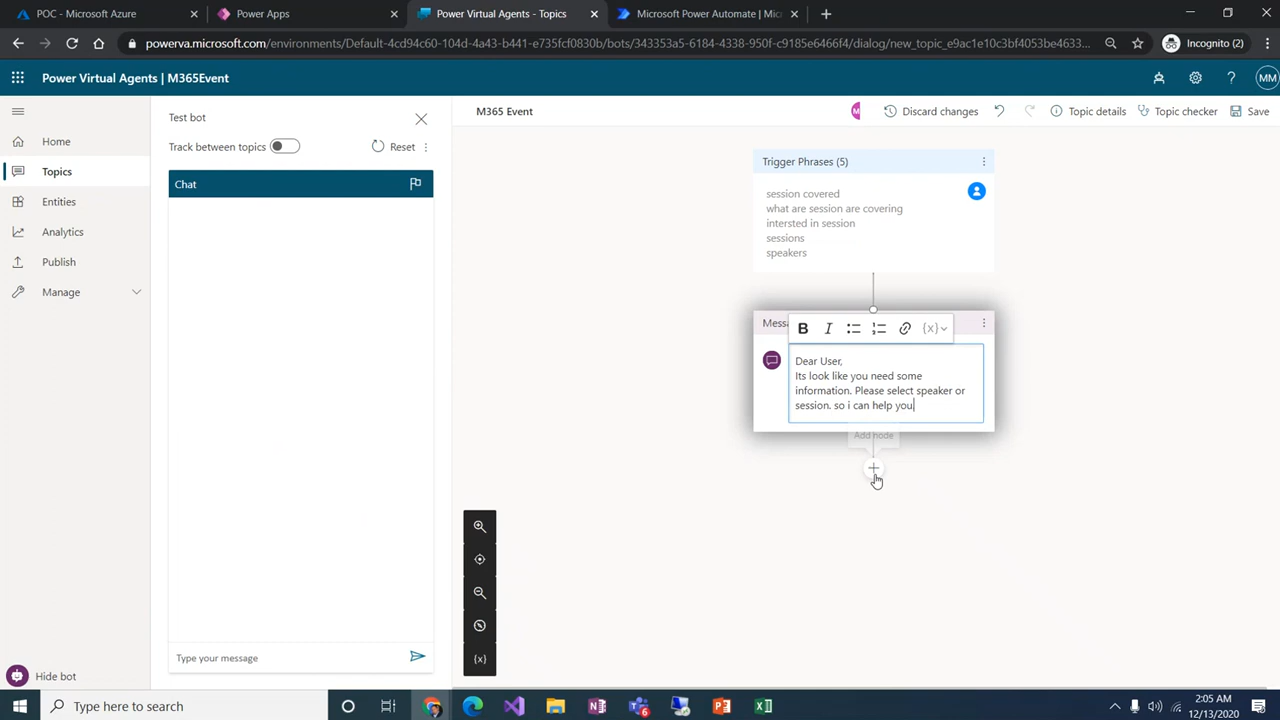 POC - Microsoft Azure
Power Apps
Power Virtual Agents - Topics
Microsoft Power Automate | Mic
powerva.microsoft.com/environments/Default-4cd94c60-104d-4a43-b441-e735fcf0830b/bots/343353a5-6184-4338-950f-c9185e6466f4/dialog/new_topic_e9ac1e10c3bf4053be4633...
Incognito (2)
Power Virtual Agents | M365Event
MM
Home
Topics
Entities
Analytics
Publish
Manage
Hide bot
Test bot
Track between topics
Reset
Chat
Type your message
M365 Event
M
Discard changes
Topic details
Topic checker
Save
Trigger Phrases (5)
session covered
what are session are covering
intersted in session
sessions
speakers
Messa
B I {x}
Dear User,
Its look like you need some
information. Please select speaker or
session. so i can help you
Add node
{x}
Type here to search
6
2:05 AM
12/13/2020